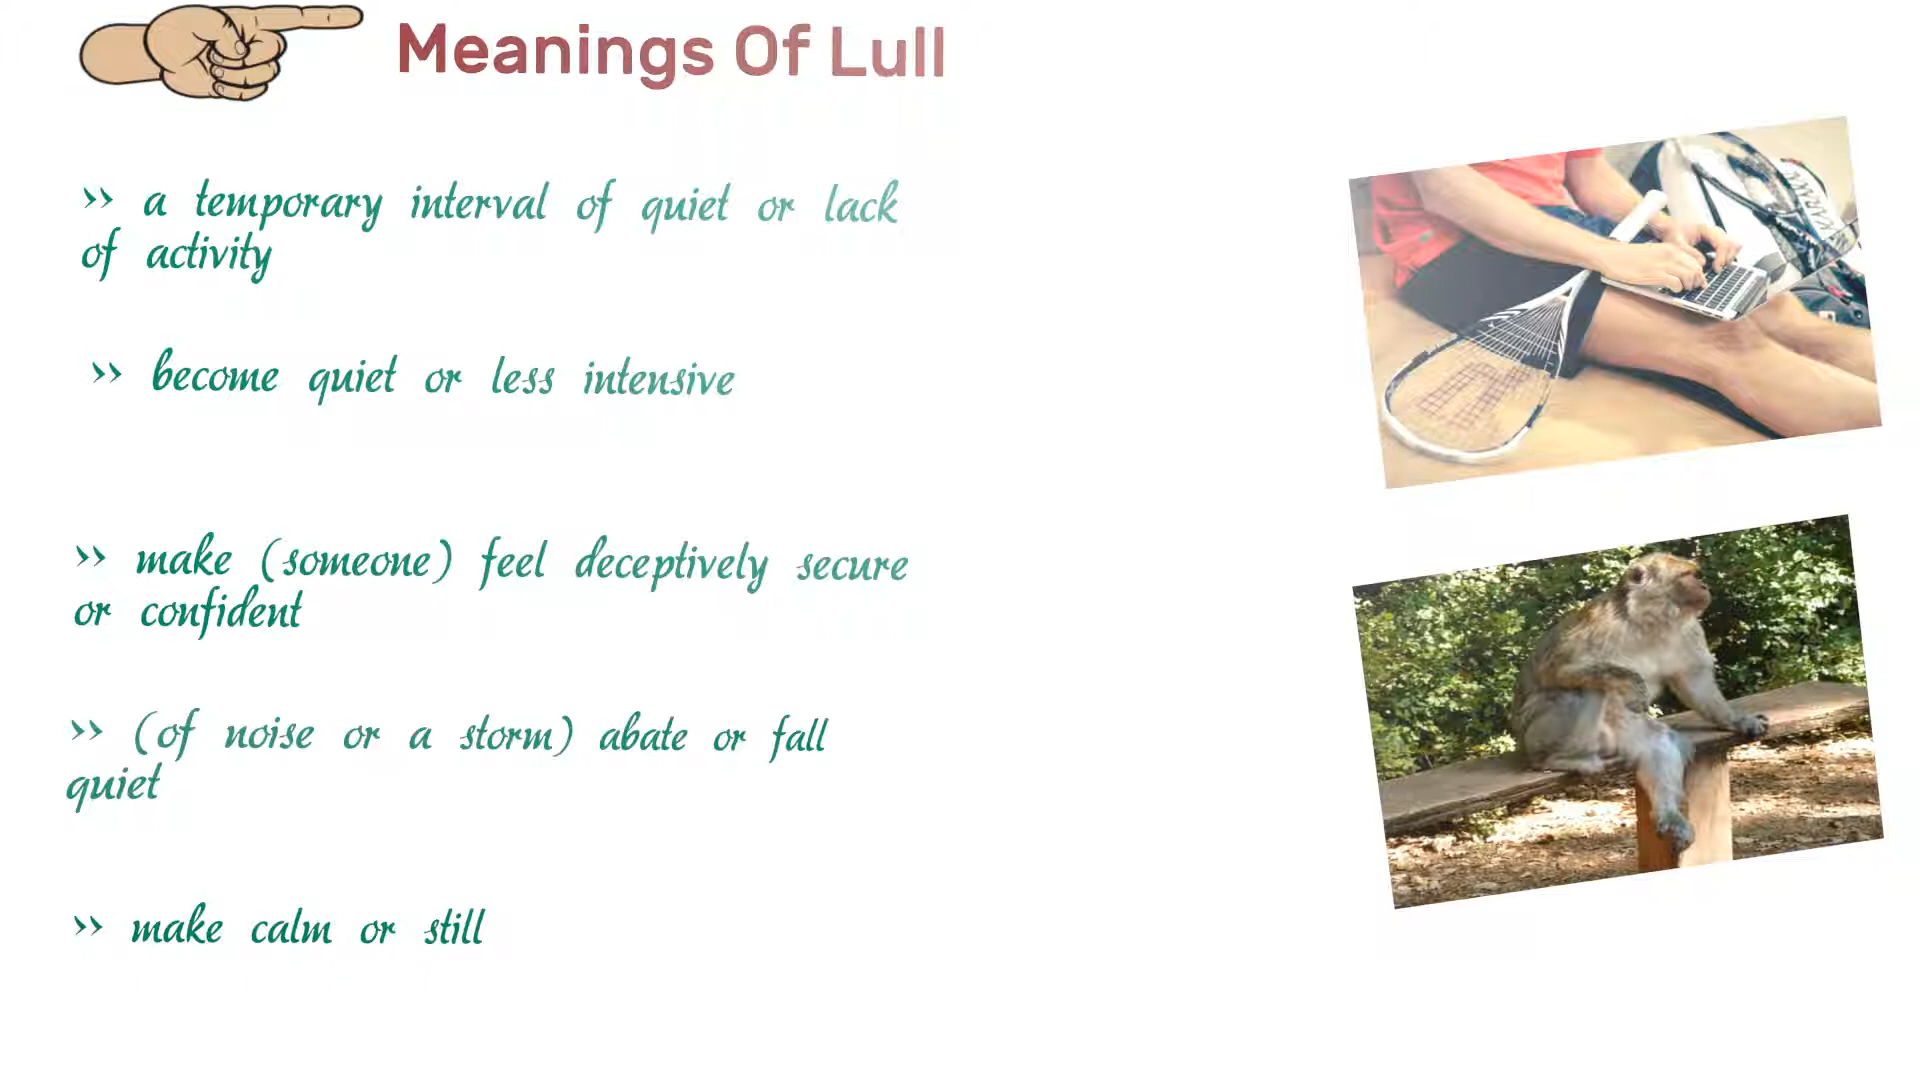 Meanings Of Lull
>> a temporary interval of quiet or lack
of activity
>> become quiet or less intensive
>> make (someone) feel deceptively secure
or confident
>> (of noise or a storm) abate or fall
quiet
>> make calm or still